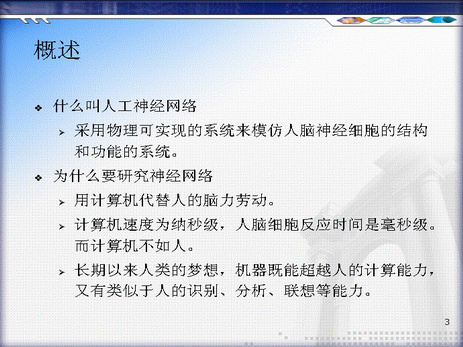 概述
什么叫人工神经网络
采用物理可实现的系统来模仿人脑神经细胞的结构
和功能的系统。
为什么要研究神经网络
用计算机代替人的脑力劳动。
计算机速度为纳秒级，人脑细胞反应时间是毫秒级。
而计算机不如人。
长期以来人类的梦想，机器既能超越人的计算能力，
又有类似于人的识别、分析、联想等能力。
3